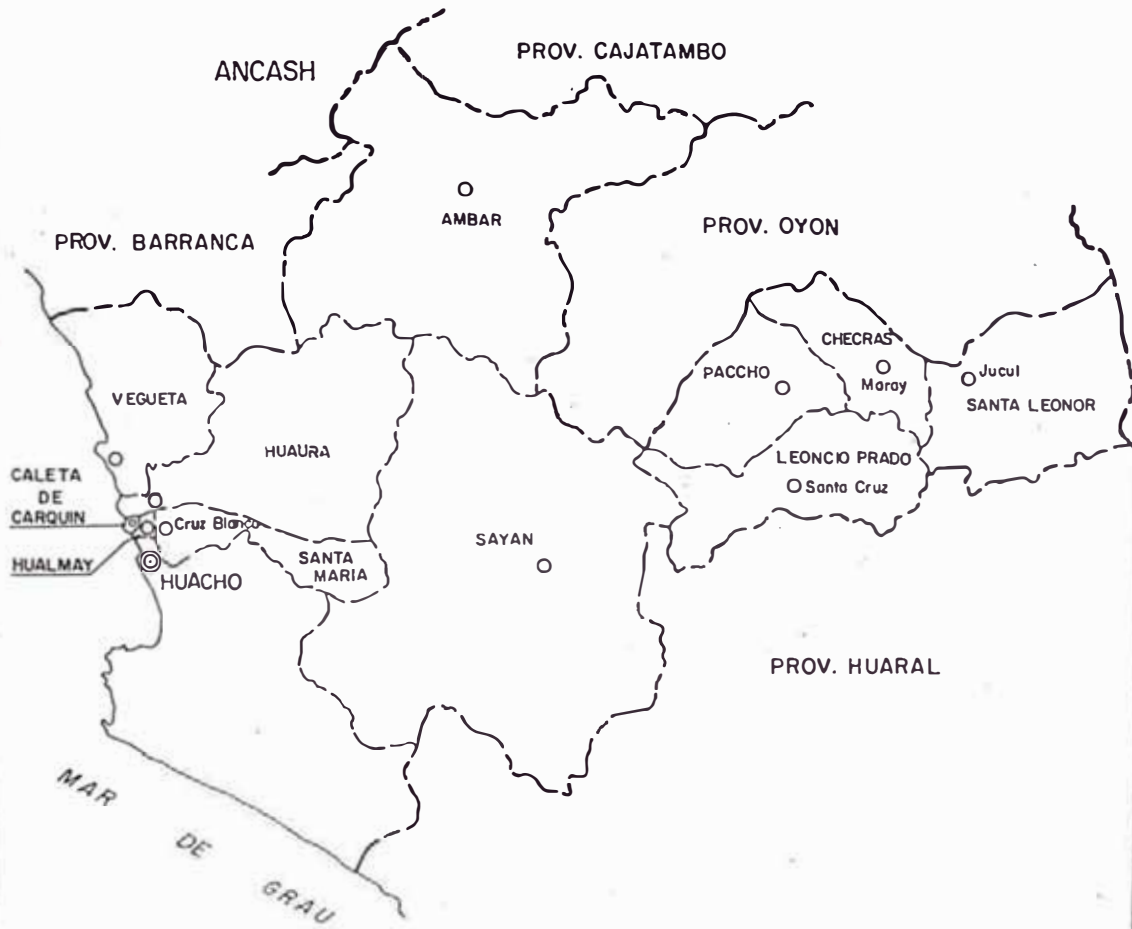 PROV. CAJATAMBO
ANCASH
AMBAR
PROV. OYON
PROV. BARRANCA
CHECRAS
Maray
Jucul
PACCHO
SANTA LEONOR
VEGUETA
HUAURA
LEONCIO PRADO
Santa Cruz
CALETA
DE
CARQUIN
Cruz Blanca
SAYAN
SANTA
MARIA
HUALMAY
HUACHO
PROV. HUARAL
MAR
DE
GRAU